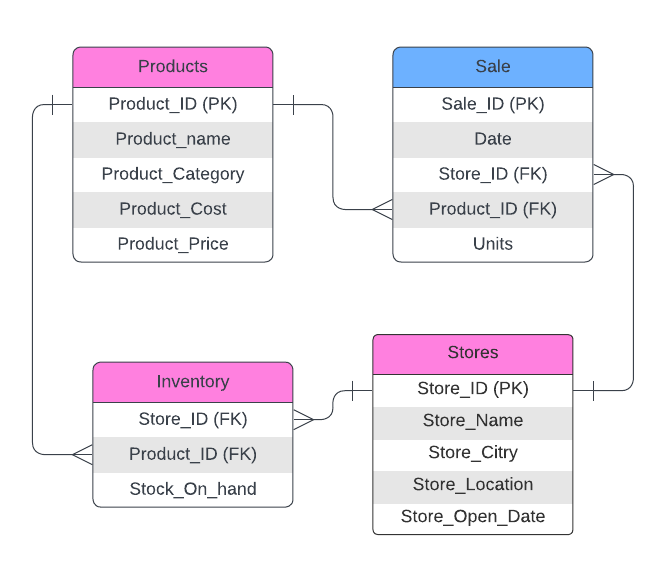 Products
Product_ID (PK)
Product_name
Product_Category
Product_Cost
Product_Price
Sale
Sale_ID (PK)
Date
Store_ID (FK)
Product_ID (FK)
Units
Inventory
Store_ID (FK)
Product_ID (FK)
Stock_On_hand
Stores
Store_ID (PK)
Store_Name
Store_Citry
Store_Location
Store_Open_Date